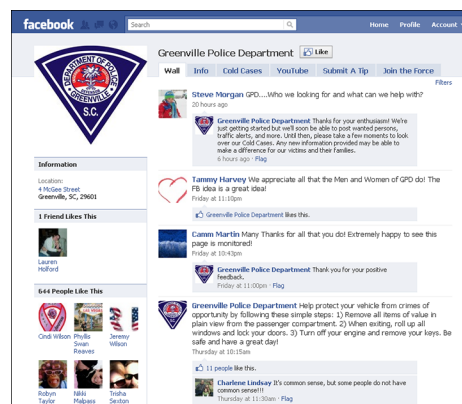 facebook
Search
Home Profile Account
Greenville Police Department Like
Wall Info Cold Cases YouTube Submit A Tip Join the Force
Filters
DEPARTMENT OF POLICE
GREENVILLE
S.C.
Information
Location:
4 McGee Street
Greenville, SC, 29601
1 Friend Likes This
Lauren
Holford
644 People Like This
Cindi Wilson Phyllis Swan Reaves Jeremy Wilson
Robyn Taylor Nikki Malpass Trisha Sexton
Steve Morgan GPD....Who we looking for and what can we help with?
20 hours ago
Greenville Police Department Thanks for your enthusiasm! We're
just getting started but we'll soon be able to post wanted persons,
traffic alerts, and more. Until then, please take a few moments to look
over our Cold Cases. Any new information provided may be able to
make a difference for our victims and their families.
6 hours ago · Flag
Tammy Harvey We appreciate all that the Men and Women of GPD do! The
FB idea is a great idea!
Friday at 11:10pm
Greenville Police Department likes this.
Camm Martin Many Thanks for all that you do! Extremely happy to see this
page is monitored!
Friday at 10:43pm
Greenville Police Department Thank you for your positive
feedback.
Friday at 11:00pm · Flag
Greenville Police Department Help protect your vehicle from crimes of
opportunity by following these simple steps: 1) Remove all items of value in
plain view from the passenger compartment. 2) When exiting, roll up all
windows and lock your doors. 3) Turn off your engine and remove your keys. Be
safe and have a great day!
Thursday at 10:15am
11 people like this.
Charlene Lindsay It's common sense, but some people do not have
common sense!!!
Thursday at 11:30am · Flag